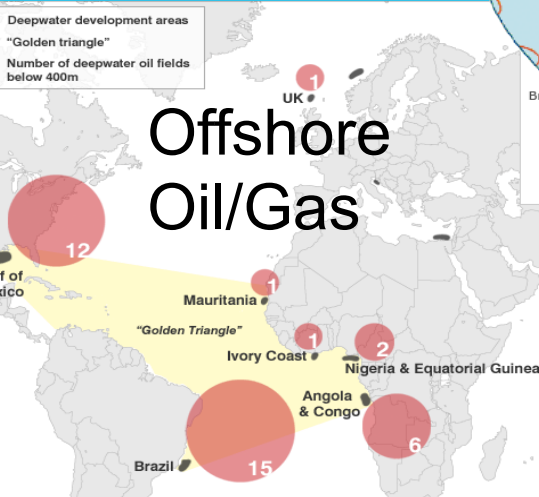 Deepwater development areas
“Golden triangle”
Number of deepwater oil fields
below 400m
1
UK
Offshore
Oil/Gas
12
f of
xico
1
Mauritania
“Golden Triangle”
1
Ivory Coast
2
Nigeria & Equatorial Guinea
Angola
& Congo
6
Brazil
15
B